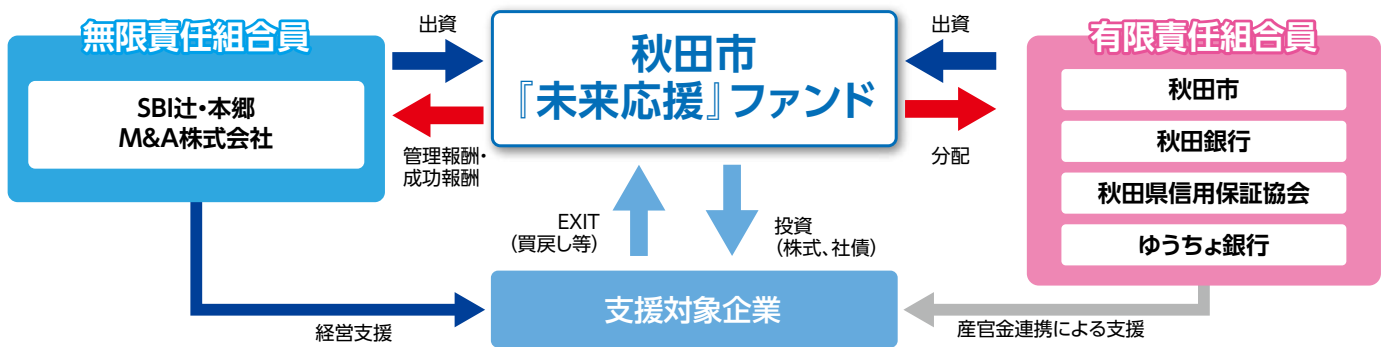 無限責任組合員
SBI辻・本郷
M&A株式会社
出資
管理報酬・
成功報酬
秋田市
『未来応援』ファンド
出資
分配
有限責任組合員
秋田市
秋田銀行
秋田県信用保証協会
ゆうちょ銀行
EXIT
(買戻し等)
投資
(株式、社債)
支援対象企業
経営支援
産官金連携による支援